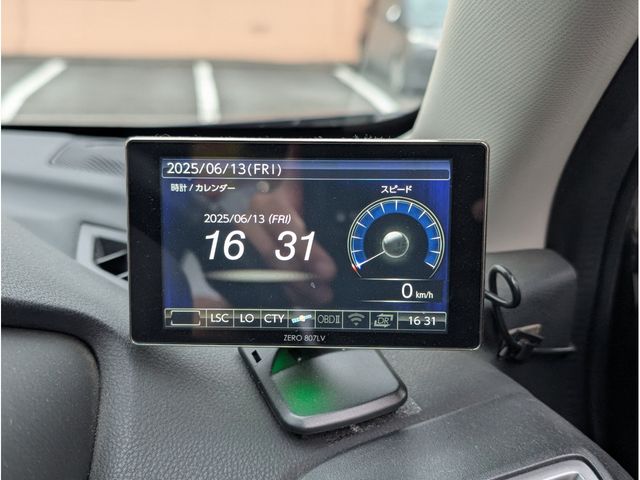 2025/06/13(FRI)
時計 / カレンダー
スピード
2025/06/13 (FRI)
16 31
0 km/h
LSC LO CTY OBDⅡ DR 16 31
ZERO 807LV